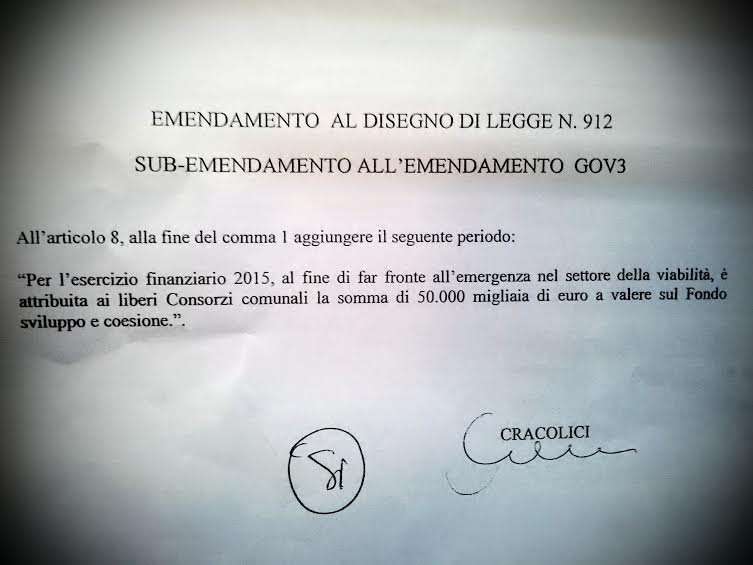 EMENDAMENTO AL DISEGNO DI LEGGE N. 912
SUB-EMENDAMENTO ALL'EMENDAMENTO GOV3
All'articolo 8, alla fine del comma 1 aggiungere il seguente periodo:
“Per l'esercizio finanziario 2015, al fine di far fronte all'emergenza nel settore della viabilità, è
attribuita ai liberi Consorzi comunali la somma di 50.000 migliaia di euro a valere sul Fondo
sviluppo e coesione.”.
CRACOLICI
Sì